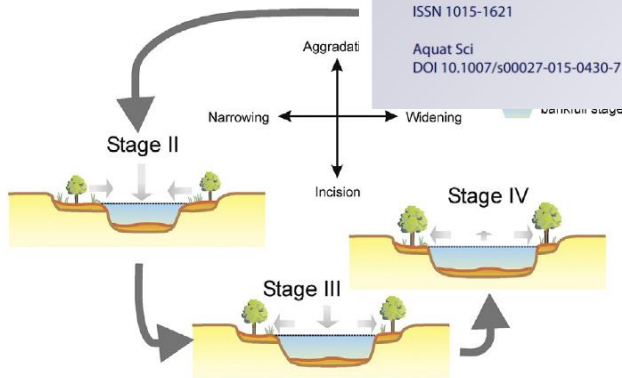 ISSN 1015-1621
Aquat Sci
DOI 10.1007/s00027-015-0430-7
Aggradati
Narrowing
Widening
bankfull stage
Stage II
Incision
Stage IV
Stage III